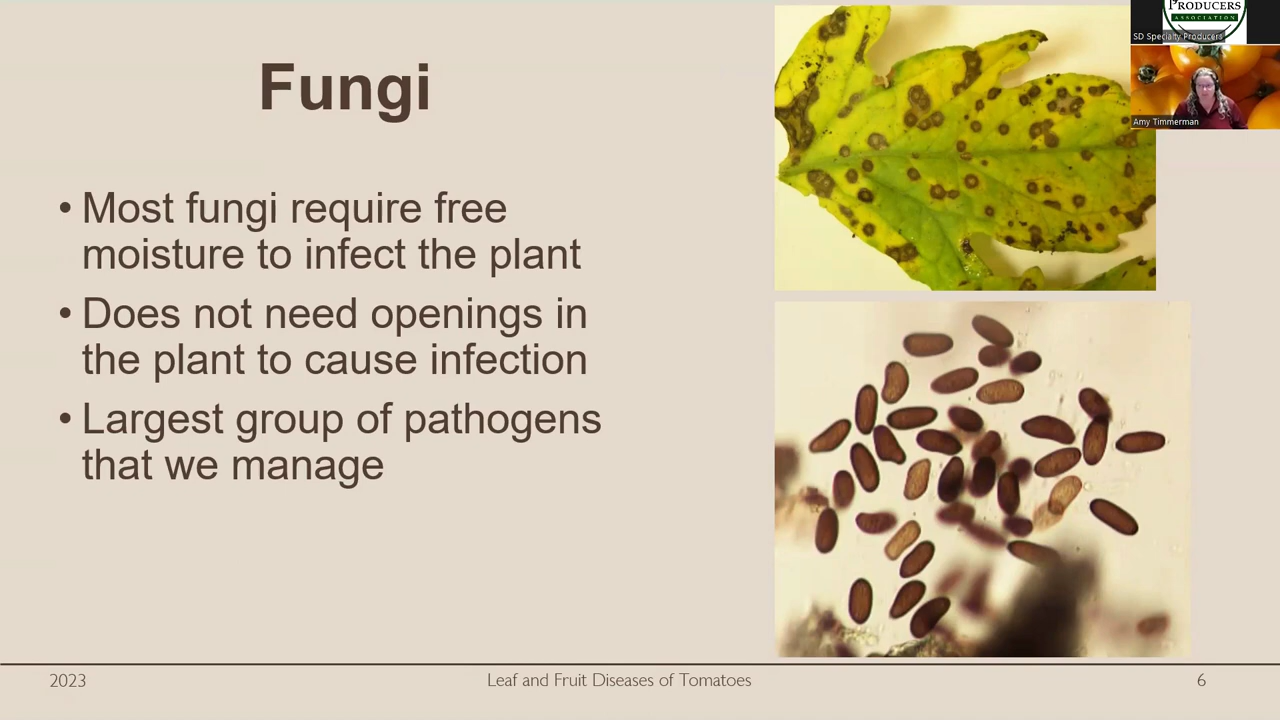 Fungi
• Most fungi require free
moisture to infect the plant
• Does not need openings in
the plant to cause infection
• Largest group of pathogens
that we manage
PRODUCERS
ASSOCIATION
SD Specialty Producers
Amy Timmerman
2023
Leaf and Fruit Diseases of Tomatoes
6